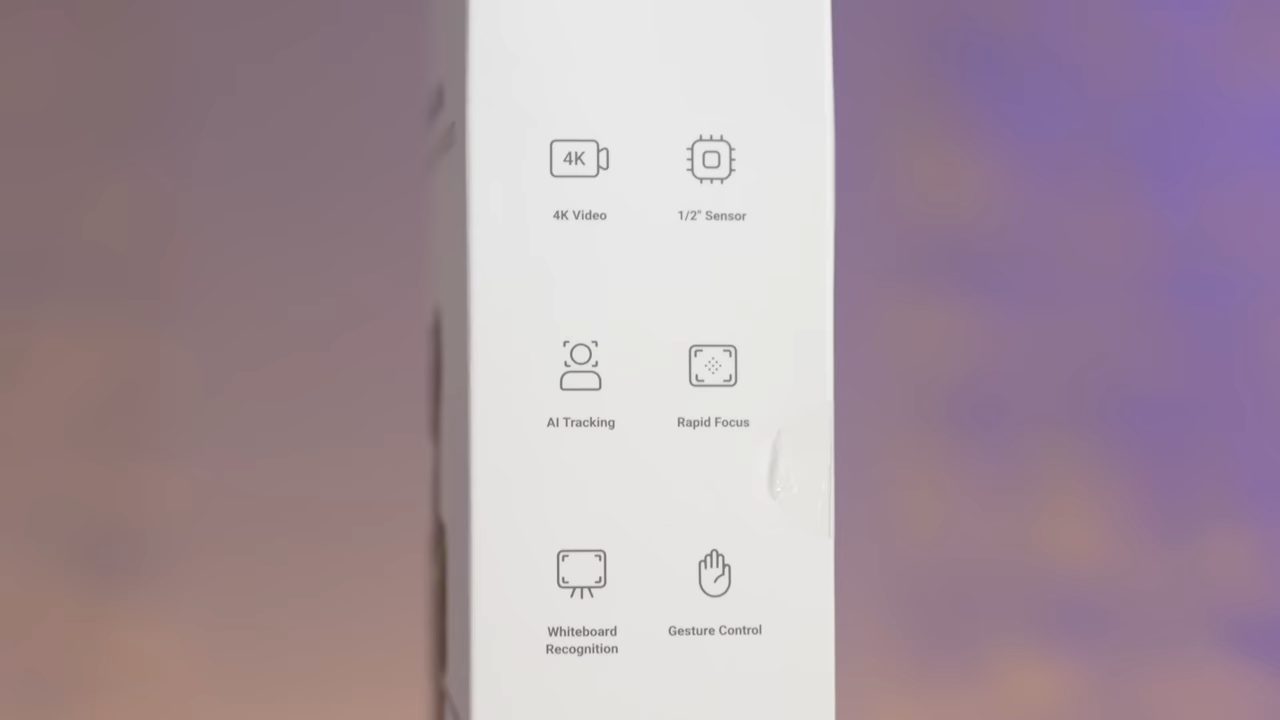 4K
4K Video
1/2" Sensor
AI Tracking
Rapid Focus
Whiteboard
Recognition
Gesture Control